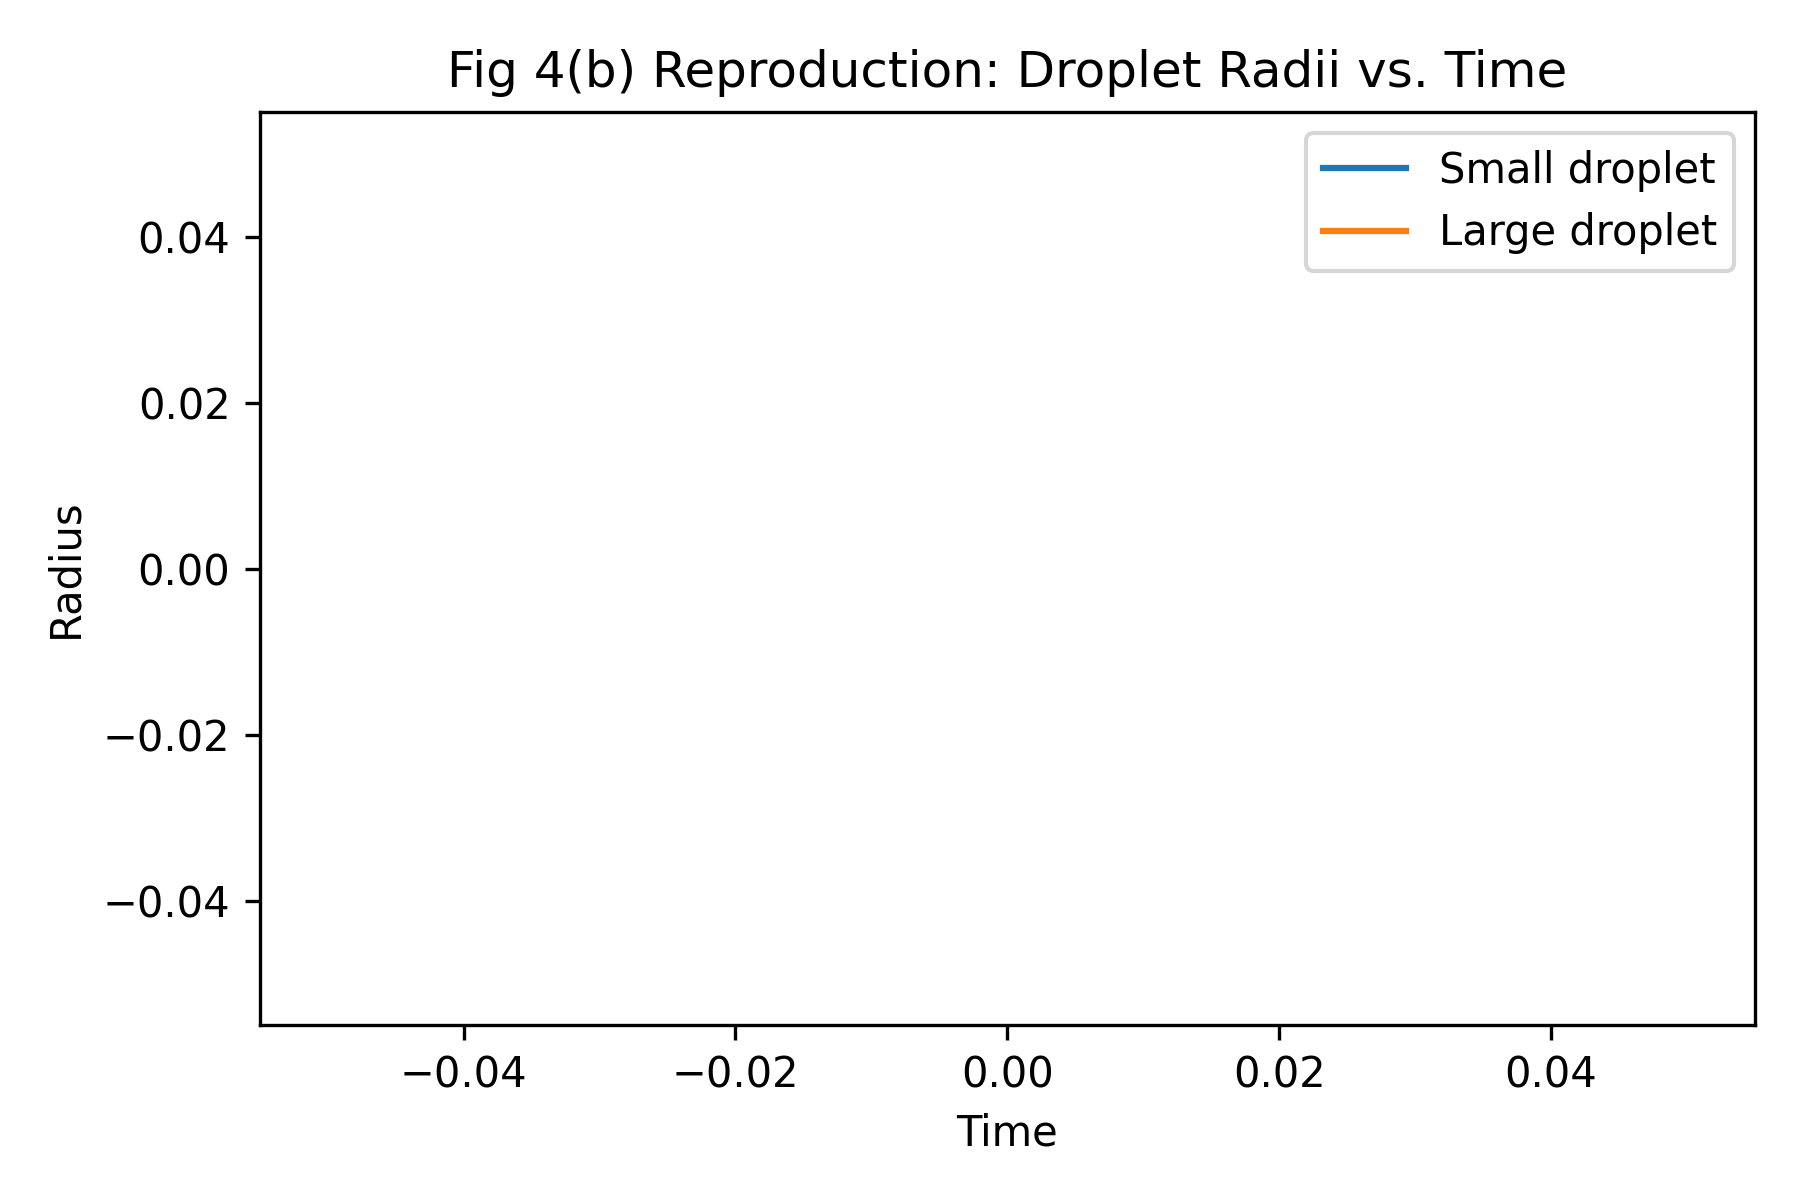 Fig 4(b) Reproduction: Droplet Radii vs. Time
Small droplet
Large droplet
0.04
0.02
0.00
−0.02
−0.04
Radius
−0.04 −0.02 0.00 0.02 0.04
Time